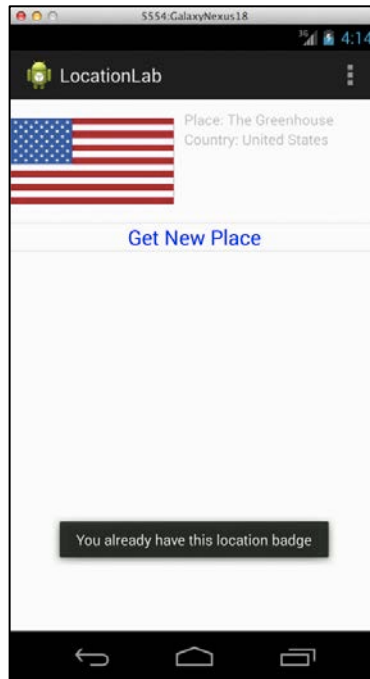 5554:GalaxyNexus18
3G 4:14
LocationLab
Place: The Greenhouse
Country: United States
Get New Place
You already have this location badge